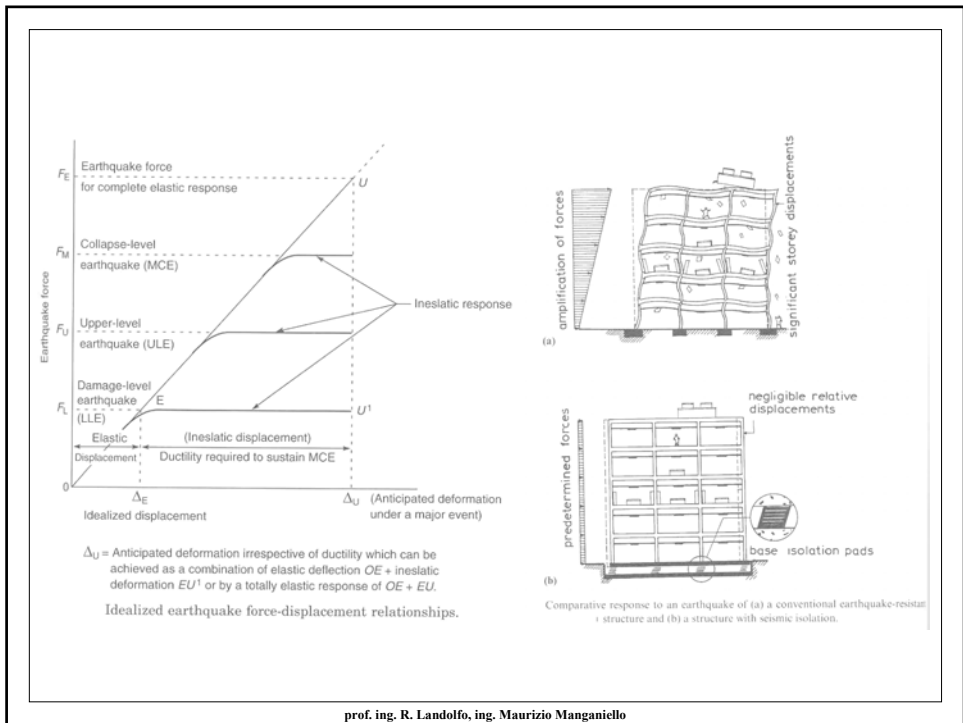 Earthquake force
F_E
Earthquake force
for complete elastic response
U
F_M
Collapse-level
earthquake (MCE)
Ineslatic response
F_U
Upper-level
earthquake (ULE)
F_L
Damage-level
earthquake
(LLE)
E
U¹
Elastic
Displacement
(Ineslatic displacement)
Ductility required to sustain MCE
0
Δ_E
Δ_U
(Anticipated deformation
under a major event)
Idealized displacement
Δ_U = Anticipated deformation irrespective of ductility which can be
achieved as a combination of elastic deflection OE + ineslatic
deformation EU¹ or by a totally elastic response of OE + EU.
Idealized earthquake force-displacement relationships.
amplification of forces
significant storey displacements
(a)
predetermined forces
negligible relative
displacements
base isolation pads
(b)
Comparative response to an earthquake of (a) a conventional earthquake-resistan
structure and (b) a structure with seismic isolation.
prof. ing. R. Landolfo, ing. Maurizio Manganiello